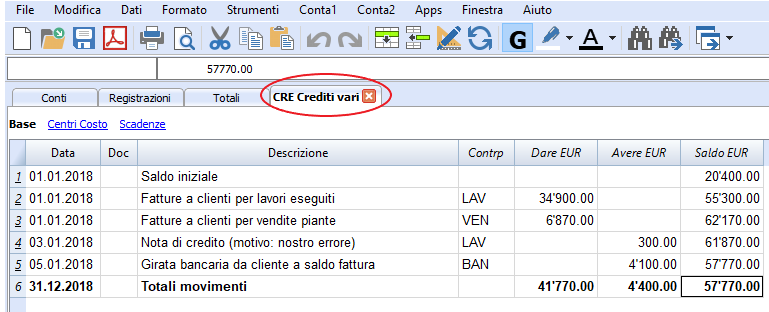 File Modifica Dati Formato Strumenti Conta1 Conta2 Apps Finestra Aiuto
G A
57770.00
Conti Registrazioni Totali CRE Crediti vari
Base Centri Costo Scadenze
Data Doc Descrizione Contrp Dare EUR Avere EUR Saldo EUR
1 01.01.2018 Saldo iniziale 20'400.00
2 01.01.2018 Fatture a clienti per lavori eseguiti LAV 34'900.00 55'300.00
3 01.01.2018 Fatture a clienti per vendite piante VEN 6'870.00 62'170.00
4 03.01.2018 Nota di credito (motivo: nostro errore) LAV 300.00 61'870.00
5 05.01.2018 Girata bancaria da cliente a saldo fattura BAN 4'100.00 57'770.00
6 31.12.2018 Totali movimenti 41'770.00 4'400.00 57'770.00